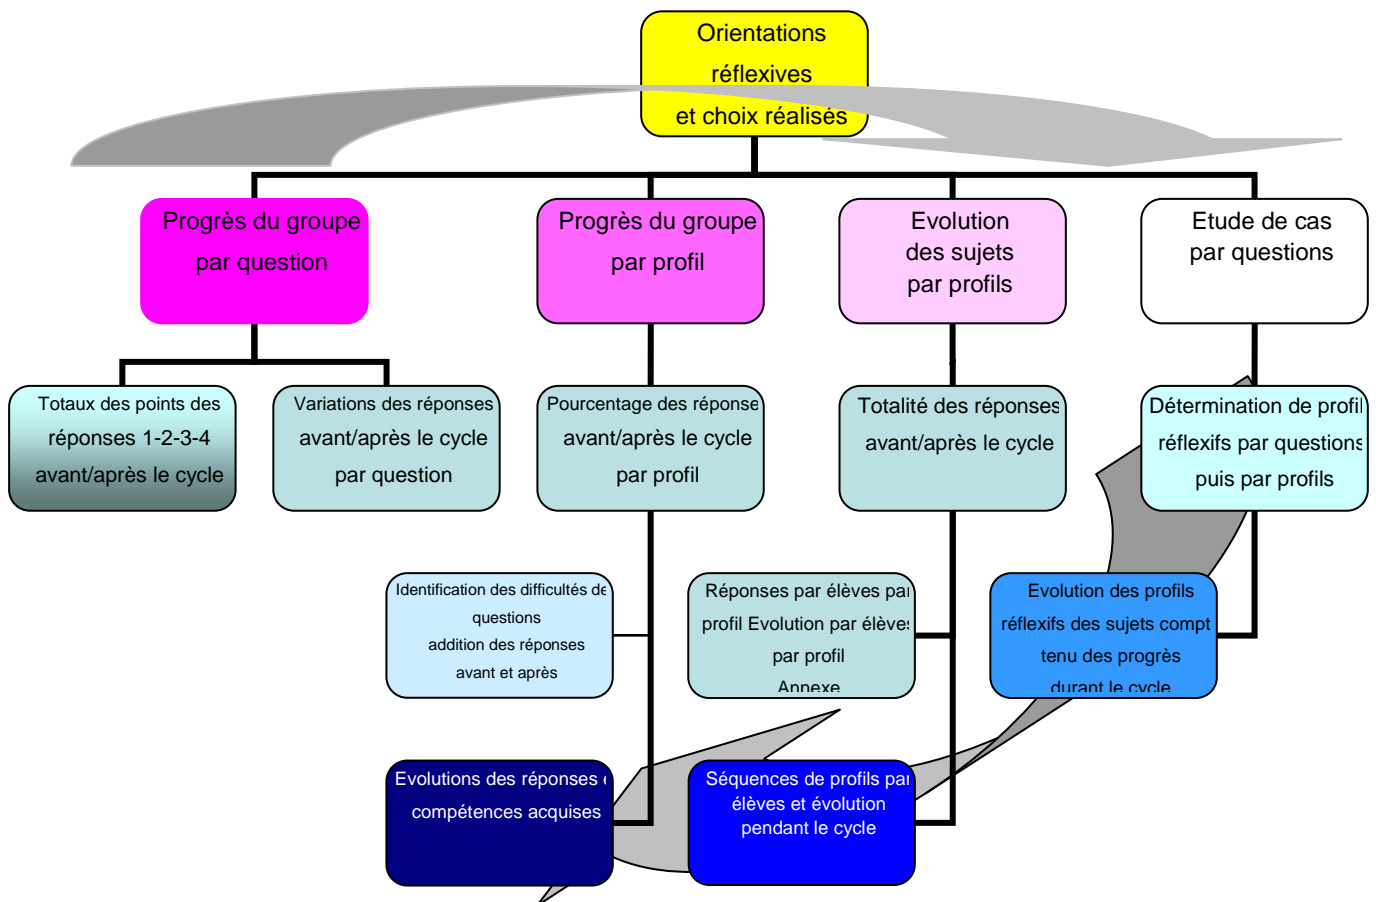 Orientations
réflexives
et choix réalisés
Progrès du groupe
par question
Progrès du groupe
par profil
Evolution
des sujets
par profils
Etude de cas
par questions
Totaux des points des
réponses 1-2-3-4
avant/après le cycle
Variations des réponses
avant/après le cycle
par question
Pourcentage des réponse
avant/après le cycle
par profil
Totalité des réponses
avant/après le cycle
Détermination de profil
réflexifs par questions
puis par profils
Identification des difficultés de
questions
addition des réponses
avant et après
Réponses par élèves par
profil Evolution par élèves
par profil
Annexe
Evolution des profils
réflexifs des sujets compt
tenu des progrès
durant le cycle
Evolutions des réponses e
compétences acquises
Séquences de profils par
élèves et évolution
pendant le cycle